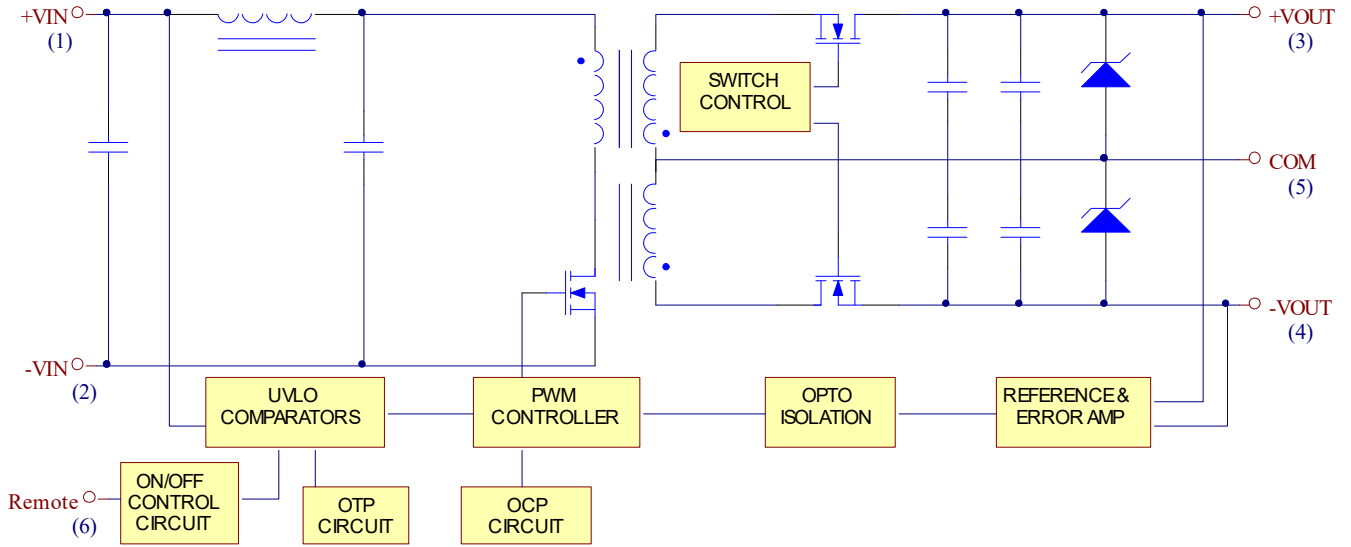 +VIN
(1)
+VOUT
(3)
SWITCH
CONTROL
COM
(5)
-VOUT
(4)
-VIN
(2)
UVLO
COMPARATORS
PWM
CONTROLLER
OPTO
ISOLATION
REFERENCE &
ERROR AMP
Remote
(6)
ON/OFF
CONTROL
CIRCUIT
OTP
CIRCUIT
OCP
CIRCUIT